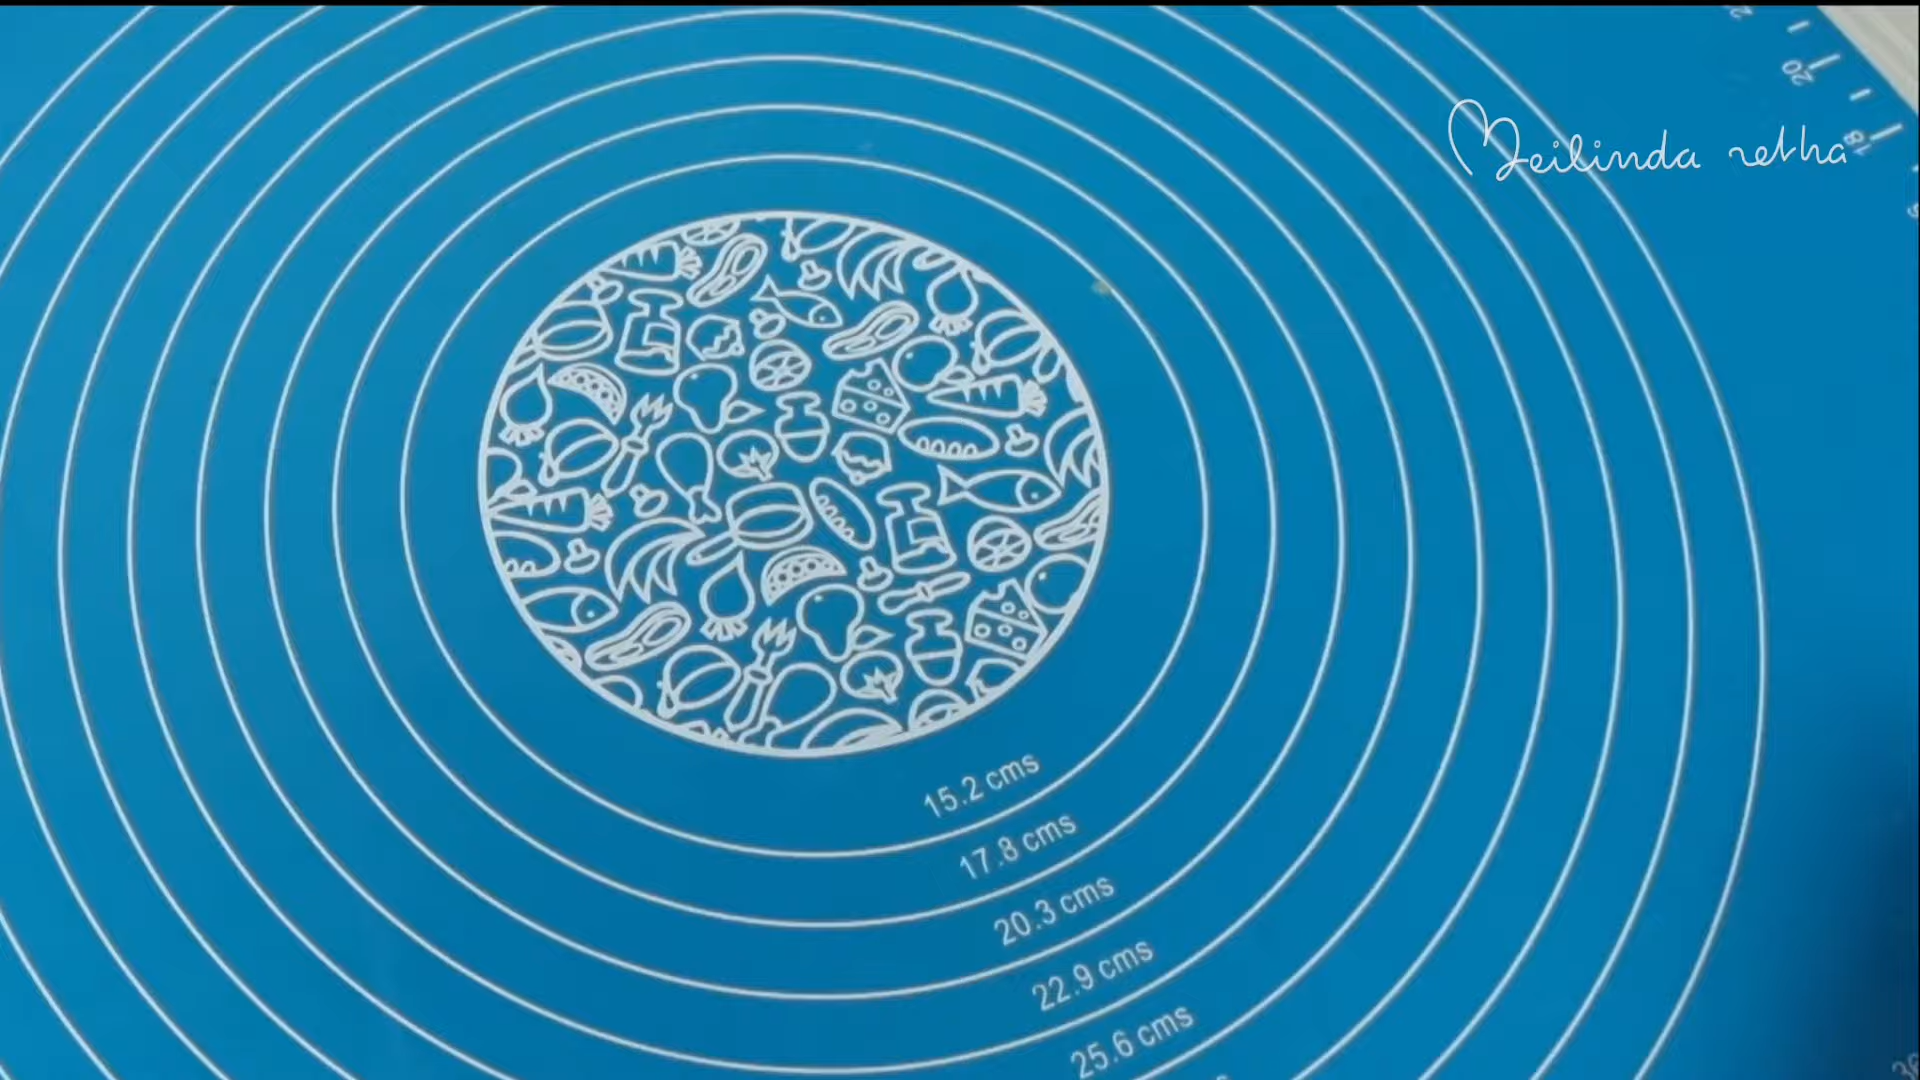 20
18
Meilinda retha
15.2 cms
17.8 cms
20.3 cms
22.9 cms
25.6 cms